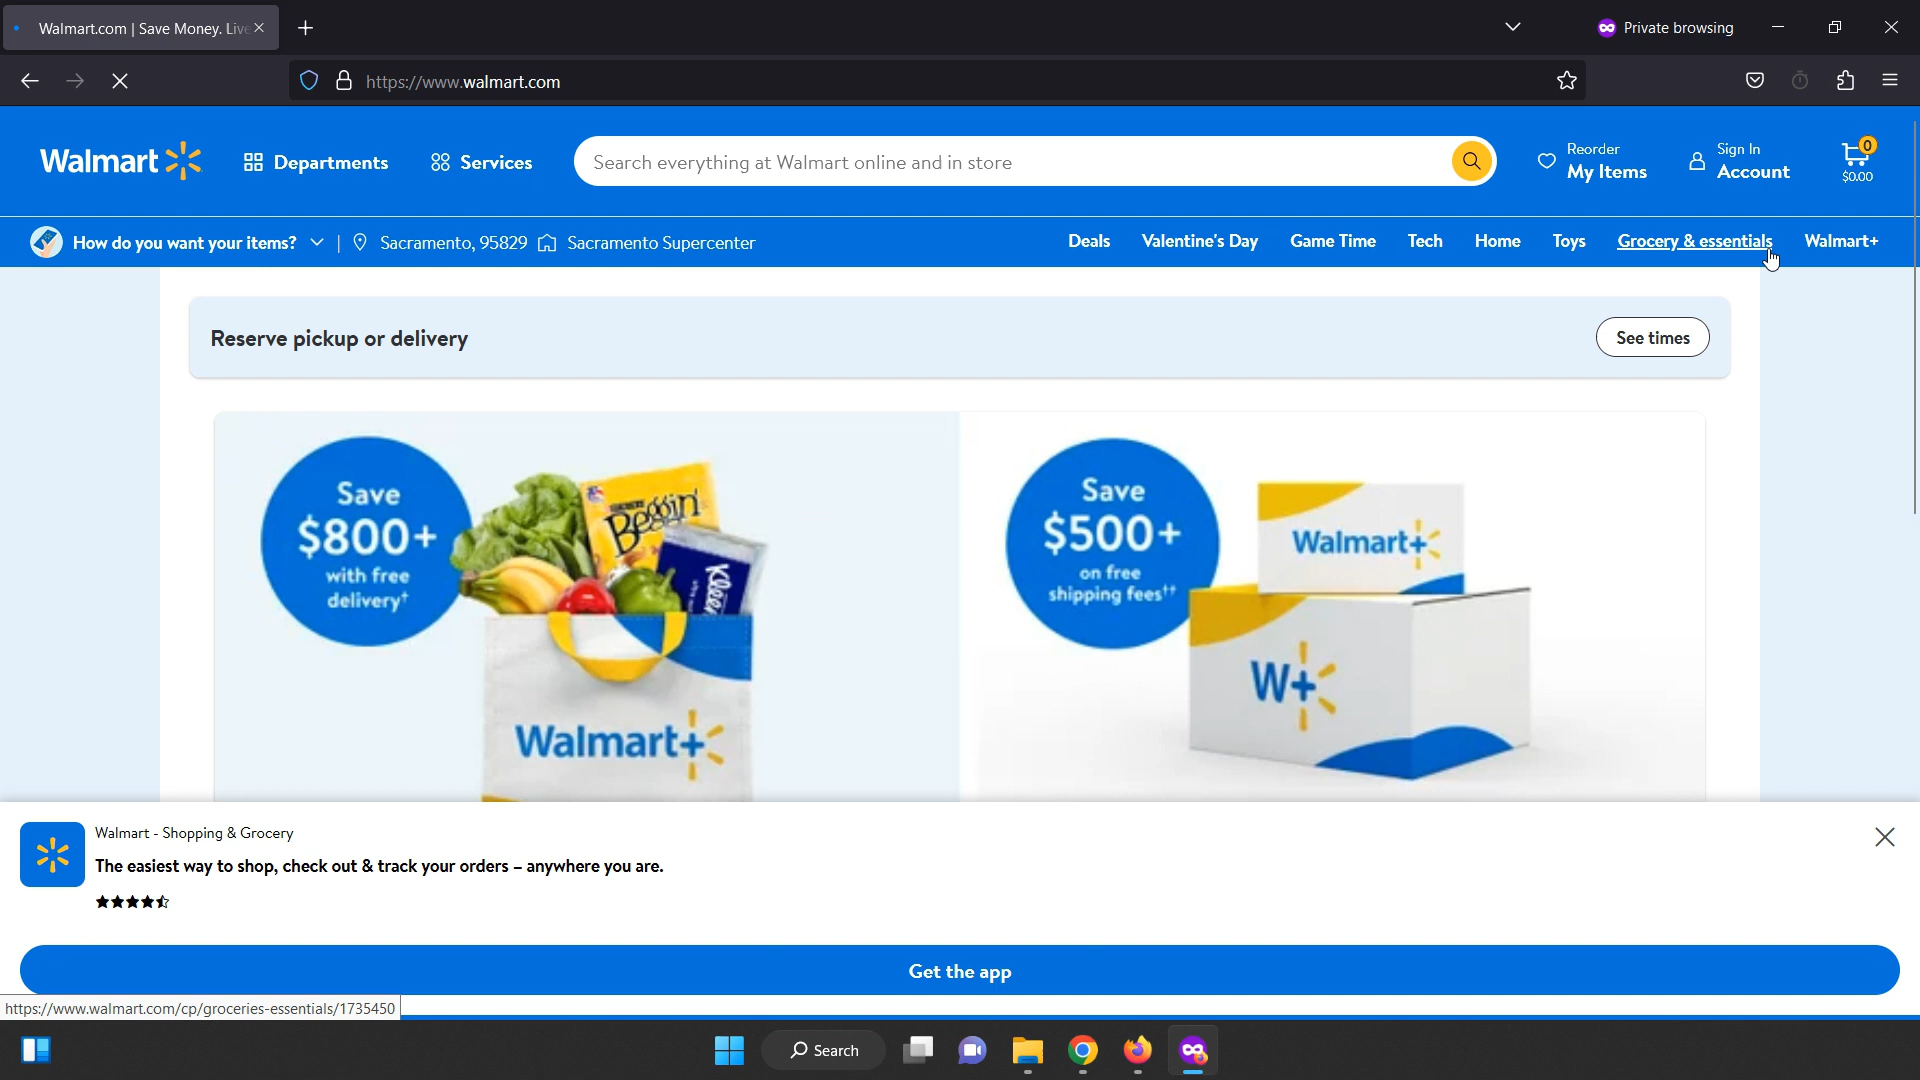 Walmart.com | Save Money. Live
Private browsing
https://www.walmart.com
Walmart
Departments
Services
Search everything at Walmart online and in store
Reorder
My Items
Sign In
Account
0
$0.00
How do you want your items?
Sacramento, 95829
Sacramento Supercenter
Deals
Valentine's Day
Game Time
Tech
Home
Toys
Grocery & essentials
Walmart+
Reserve pickup or delivery
See times
Save
$800+
with free
delivery†
Beggin'
Walmart+
Save
$500+
on free
shipping fees††
Walmart+
W+
Walmart - Shopping & Grocery
The easiest way to shop, check out & track your orders – anywhere you are.
Get the app
https://www.walmart.com/cp/groceries-essentials/1735450
Search